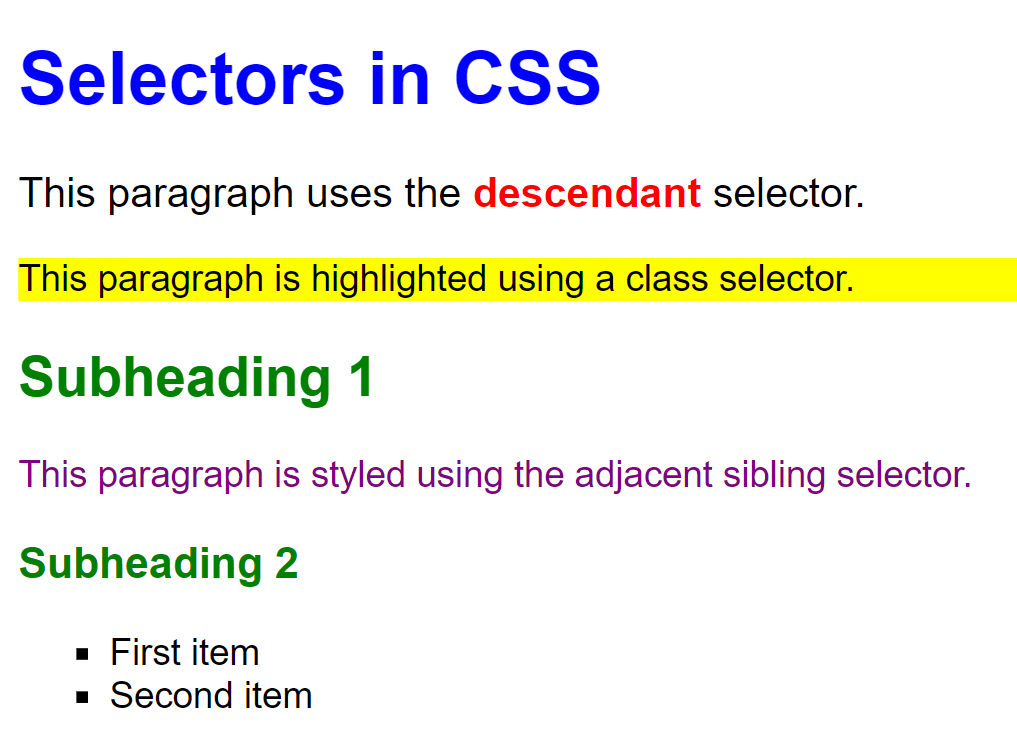 Selectors in CSS
This paragraph uses the descendant selector.
This paragraph is highlighted using a class selector.
Subheading 1
This paragraph is styled using the adjacent sibling selector.
Subheading 2
First item
Second item